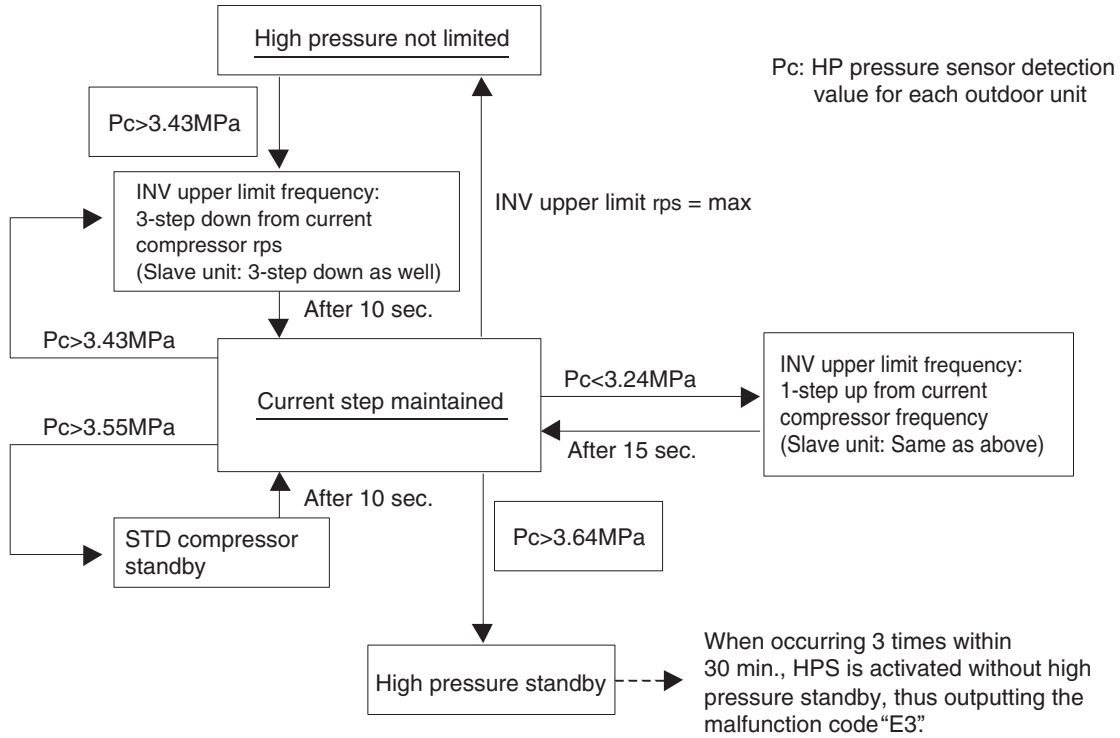 High pressure not limited
Pc: HP pressure sensor detection
value for each outdoor unit
Pc>3.43MPa
INV upper limit frequency:
3-step down from current
compressor rps
(Slave unit: 3-step down as well)
INV upper limit rps = max
After 10 sec.
Pc>3.43MPa
Current step maintained
Pc<3.24MPa
After 15 sec.
INV upper limit frequency:
1-step up from current
compressor frequency
(Slave unit: Same as above)
Pc>3.55MPa
After 10 sec.
STD compressor
standby
Pc>3.64MPa
High pressure standby
When occurring 3 times within
30 min., HPS is activated without high
pressure standby, thus outputting the
malfunction code “E3”.